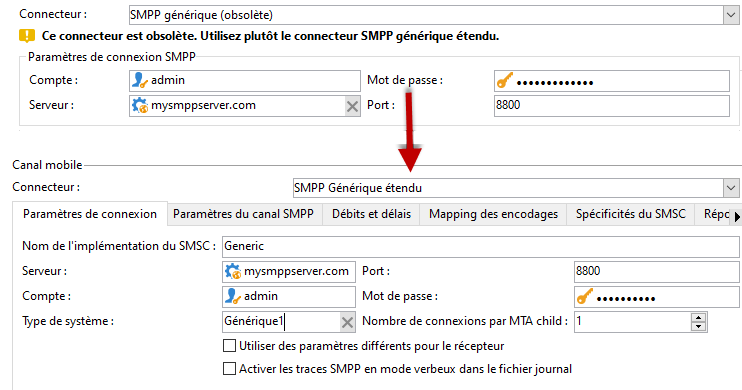 Connecteur : SMPP générique (obsolète)
Ce connecteur est obsolète. Utilisez plutôt le connecteur SMPP générique étendu.
Paramètres de connexion SMPP
Compte : admin Mot de passe : •••••••••••••
Serveur : mysmppserver.com Port : 8800
Canal mobile
Connecteur : SMPP Générique étendu
Paramètres de connexion Paramètres du canal SMPP Débits et délais Mapping des encodages Spécificités du SMSC
Nom de l'implémentation du SMSC : Generic
Serveur : mysmppserver.com Port : 8800
Compte : admin Mot de passe : ••••••••••
Type de système : Générique1 Nombre de connexions par MTA child : 1
Utiliser des paramètres différents pour le récepteur
Activer les traces SMPP en mode verbeux dans le fichier journal